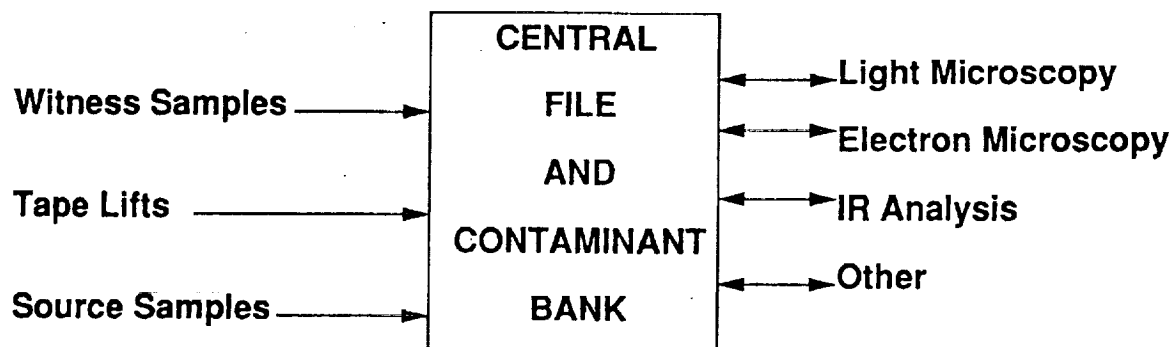 Witness Samples
Tape Lifts
Source Samples
CENTRAL
FILE
AND
CONTAMINANT
BANK
Light Microscopy
Electron Microscopy
IR Analysis
Other